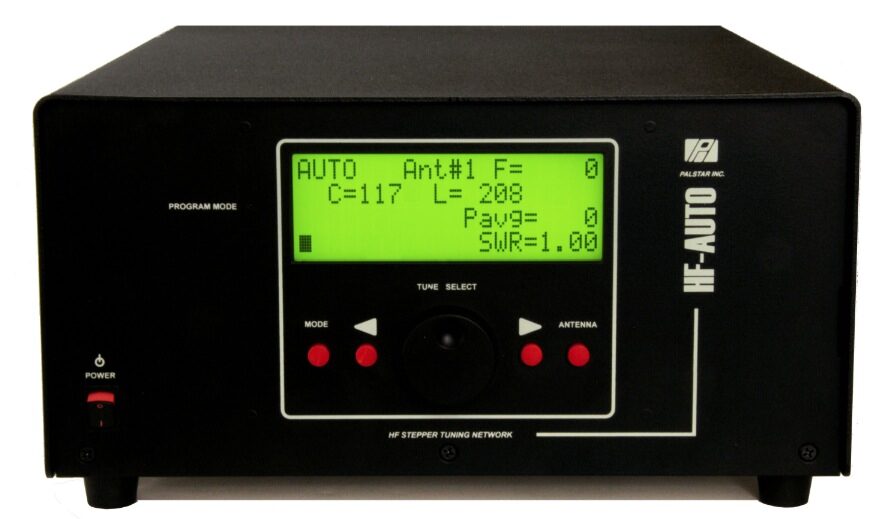 AUTO Ant#1 F= 0
C=117 L= 208
Pavg= 0
SWR=1.00
PALSTAR INC.
HF-AUTO
PROGRAM MODE
TUNE SELECT
MODE
ANTENNA
POWER
HF STEPPER TUNING NETWORK